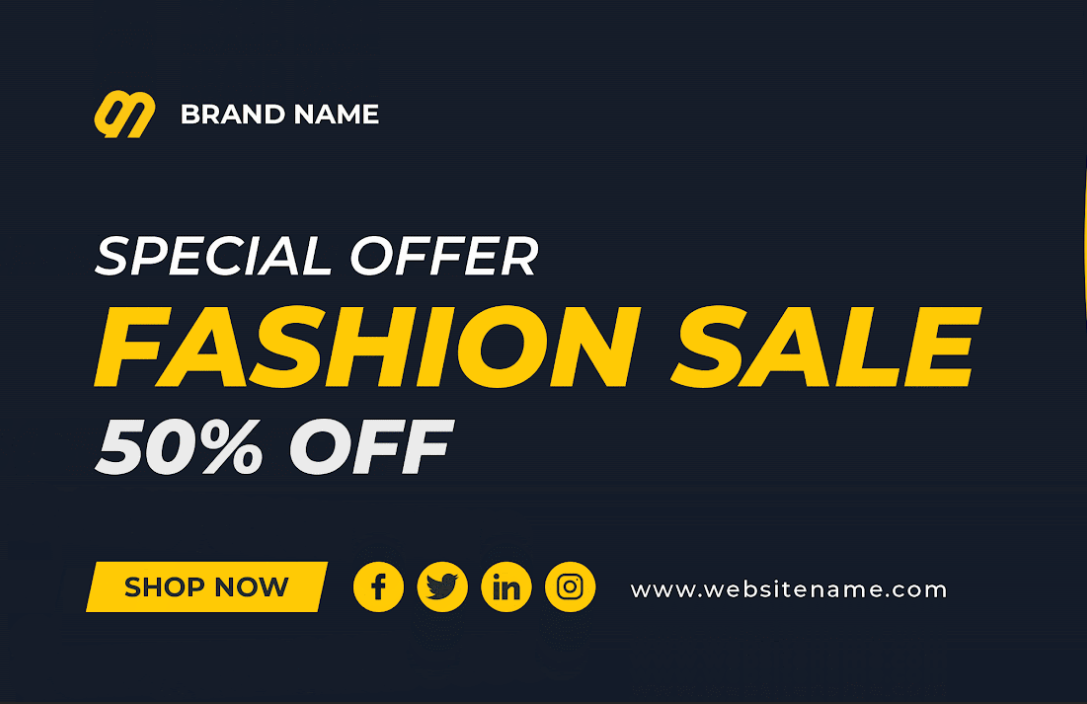 BRAND NAME
SPECIAL OFFER
FASHION SALE
50% OFF
SHOP NOW
www.websitename.com